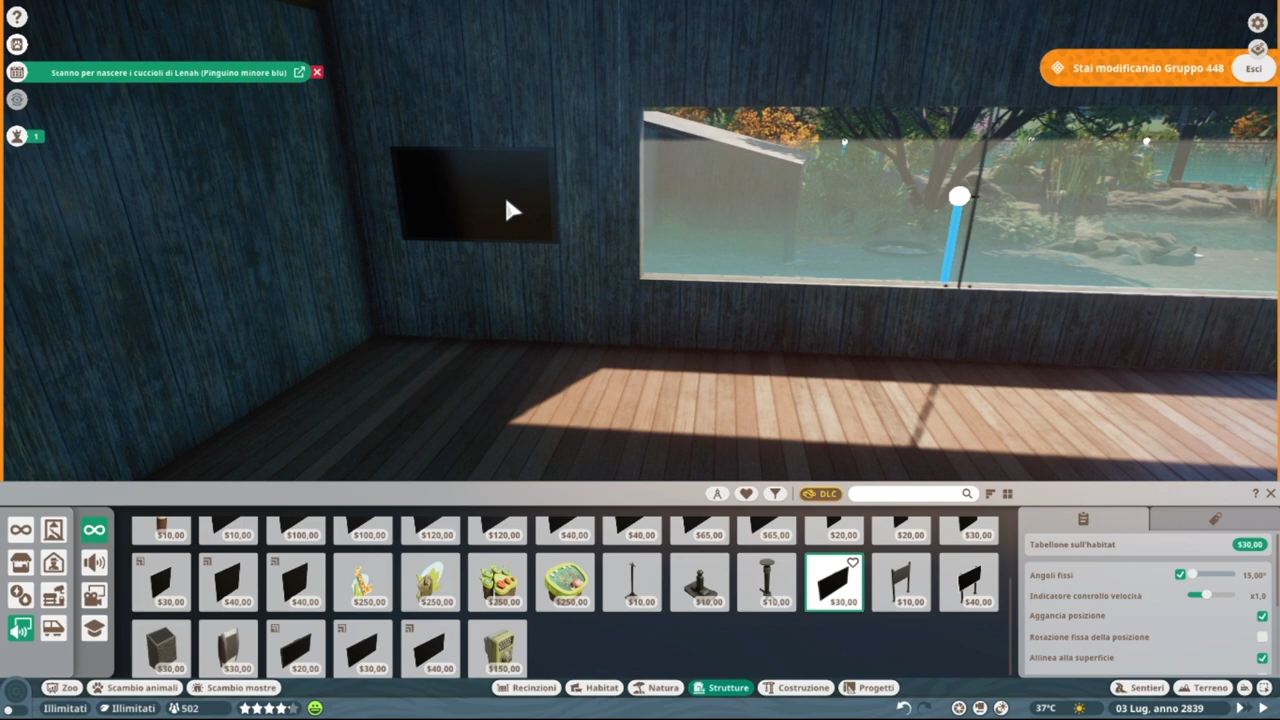 ?
Stanno per nascere i cuccioli di Lenah (Pinguino minore blu)
1
Stai modificando Gruppo 448
Esci
DLC
?
$10,00 $10,00 $100,00 $100,00 $120,00 $120,00 $40,00 $40,00 $65,00 $65,00 $20,00 $20,00 $30,00
$30,00 $40,00 $40,00 $250,00 $250,00 $250,00 $250,00 $10,00 $10,00 $10,00 $30,00 $10,00 $40,00
$30,00 $30,00 $20,00 $30,00 $40,00 $150,00
Tabellone sull'habitat $30,00
Angoli fissi 15,00°
Indicatore controllo velocità x1,0
Aggancia posizione
Rotazione fissa della posizione
Allinea alla superficie
Zoo Scambio animali Scambio mostre Recinzioni Habitat Natura Strutture Costruzione Progetti Sentieri Terreno
Illimitati Illimitati 502 37°C 03 Lug, anno 2839